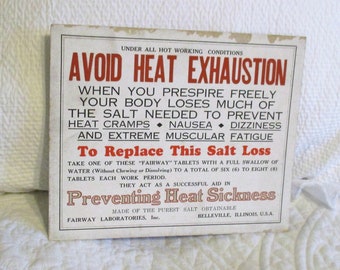 UNDER ALL HOT WORKING CONDITIONS
AVOID HEAT EXHAUSTION
WHEN YOU PRESPIRE FREELY
YOUR BODY LOSES MUCH OF
THE SALT NEEDED TO PREVENT
HEAT CRAMPS ♦ NAUSEA ♦ DIZZINESS
AND EXTREME MUSCULAR FATIGUE
To Replace This Salt Loss
TAKE ONE OF THESE "FAIRWAY" TABLETS WITH A FULL SWALLOW OF
WATER (Without Chewing or Dissolving) TO A TOTAL OF SIX (6) TO EIGHT (8)
TABLETS EACH WORK PERIOD.
THEY ACT AS A SUCCESSFUL AID IN
Preventing Heat Sickness
MADE OF THE PUREST SALT OBTAINABLE
FAIRWAY LABORATORIES, Inc. BELLEVILLE, ILLINOIS, U.S.A.